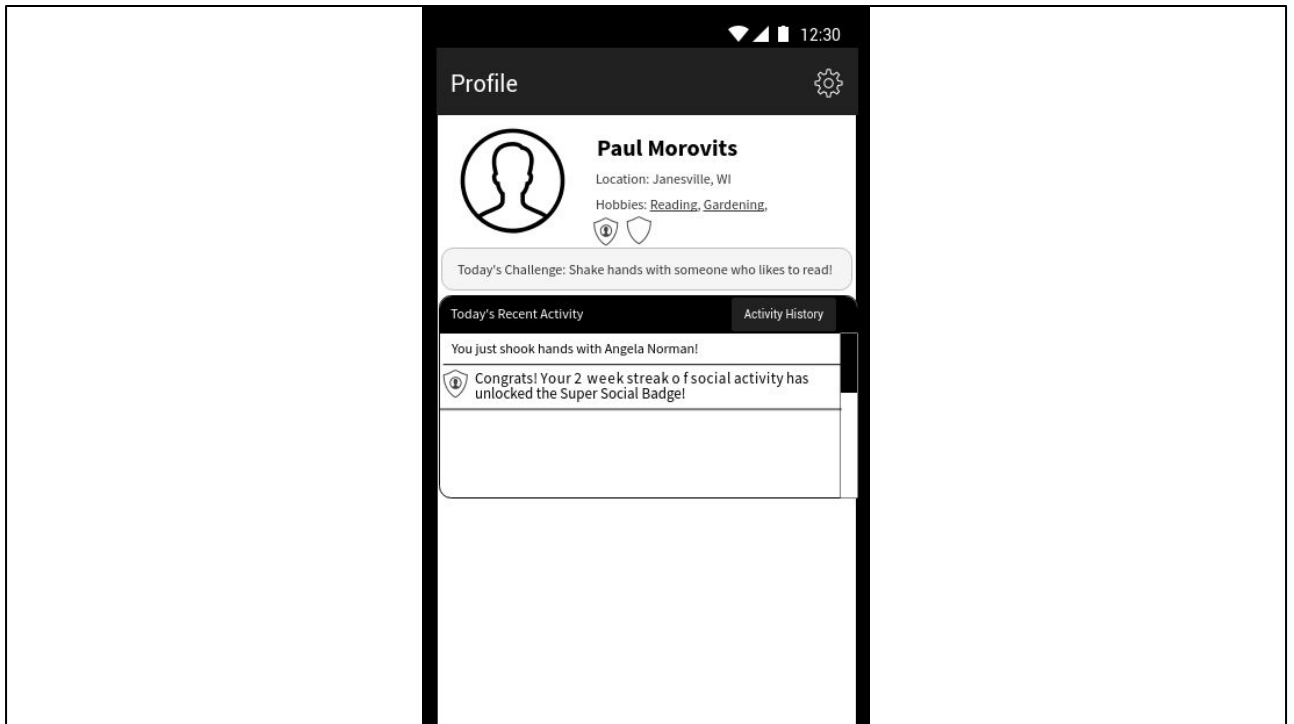 12:30
Profile
Paul Morovits
Location: Janesville, WI
Hobbies: Reading, Gardening,
Today's Challenge: Shake hands with someone who likes to read!
Today's Recent Activity
Activity History
You just shook hands with Angela Norman!
Congrats! Your 2 week streak of social activity has
unlocked the Super Social Badge!